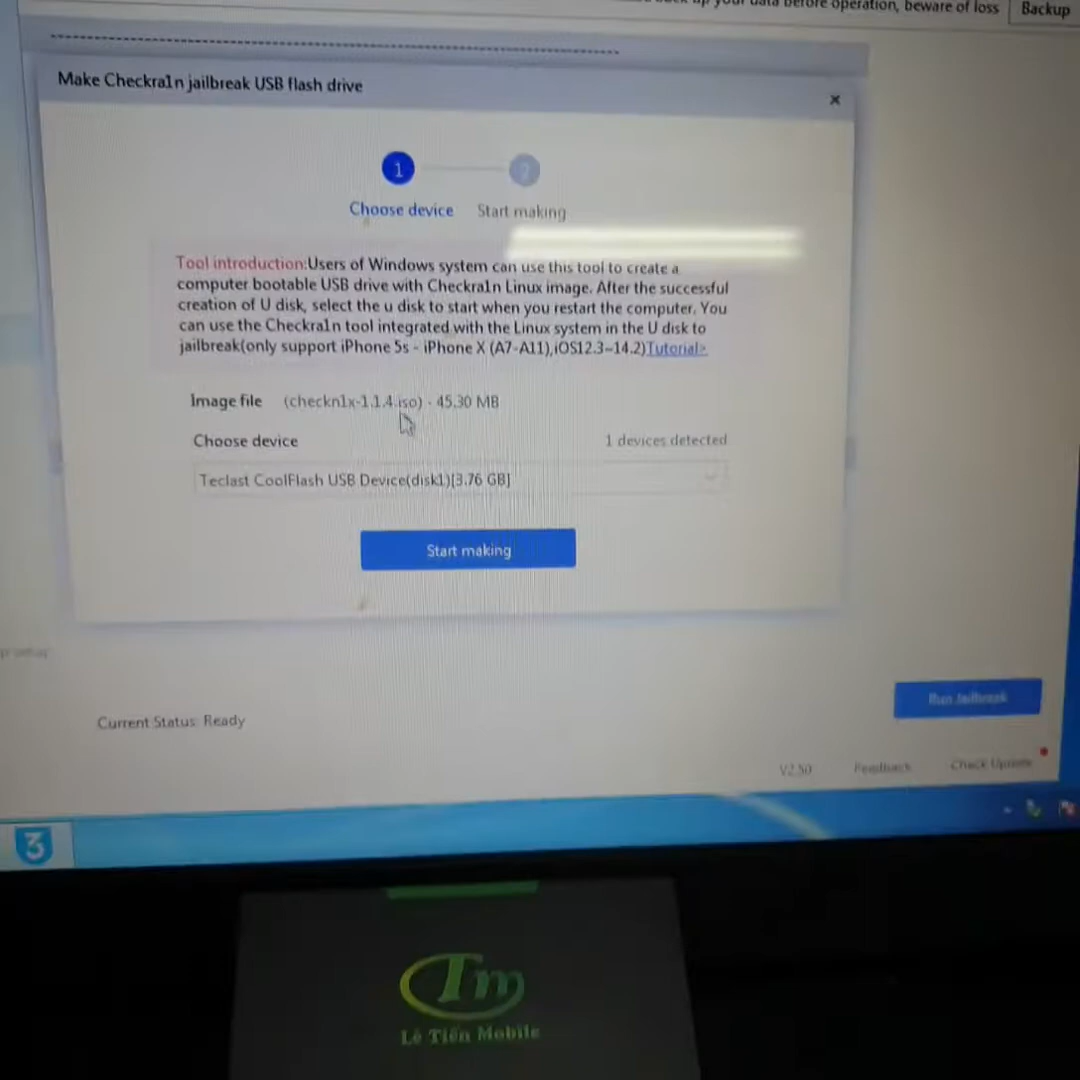 your data before operation, beware of loss
Backup
Make Checkra1n jailbreak USB flash drive
×
1
2
Choose device
Start making
Tool introduction:Users of Windows system can use this tool to create a
computer bootable USB drive with Checkra1n Linux image. After the successful
creation of U disk, select the u disk to start when you restart the computer. You
can use the Checkra1n tool integrated with the Linux system in the U disk to
jailbreak(only support iPhone 5s - iPhone X (A7-A11),iOS12.3-14.2)Tutorial>
Image file (checkn1x-1.1.4.iso) - 45.30 MB
Choose device
1 devices detected
Teclast CoolFlash USB Device(disk1)[3.76 GB]
Start making
Run Jailbreak
Current Status: Ready
V2.50
Feedback
Check Update
3
Tm
Lê Tiến Mobile